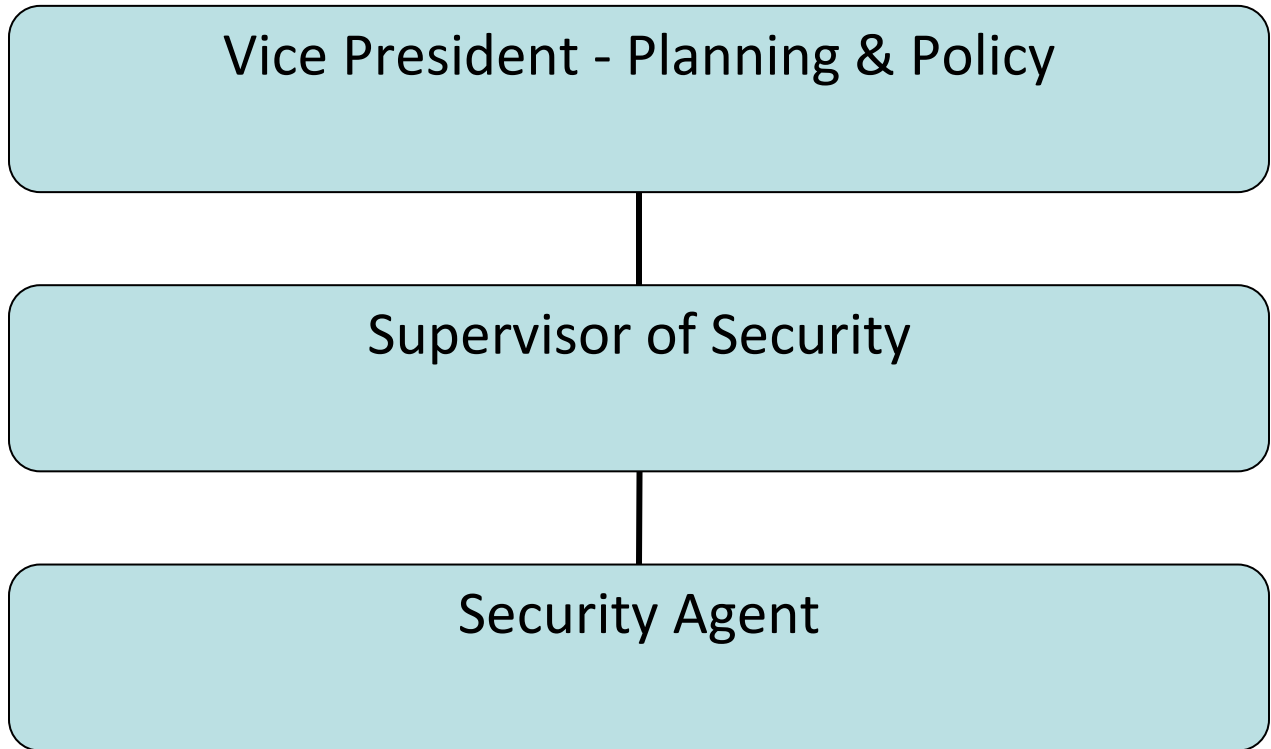 Vice President - Planning & Policy
Supervisor of Security
Security Agent